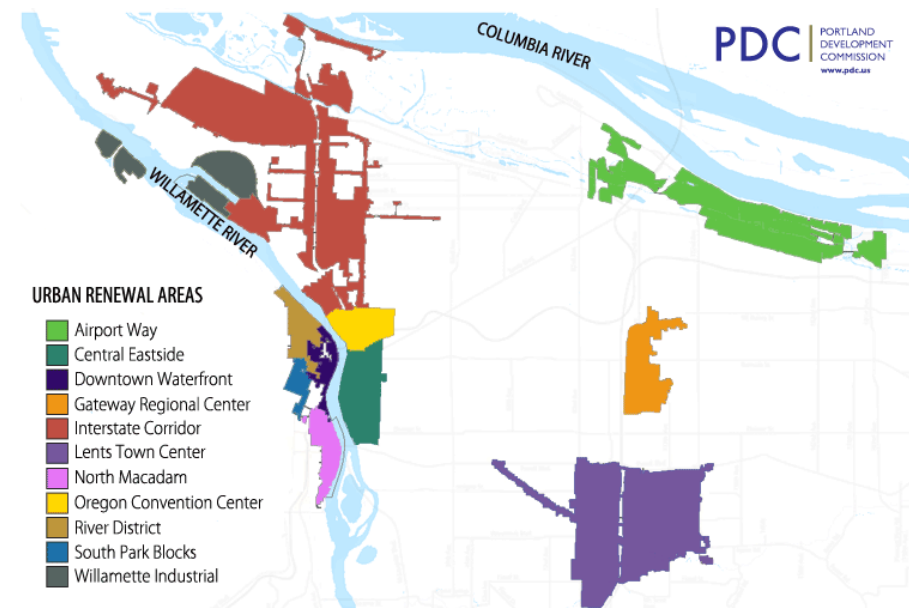 COLUMBIA RIVER
PDC
PORTLAND
DEVELOPMENT
COMMISSION
www.pdc.us
WILLAMETTE RIVER
URBAN RENEWAL AREAS
Airport Way
Central Eastside
Downtown Waterfront
Gateway Regional Center
Interstate Corridor
Lents Town Center
North Macadam
Oregon Convention Center
River District
South Park Blocks
Willamette Industrial